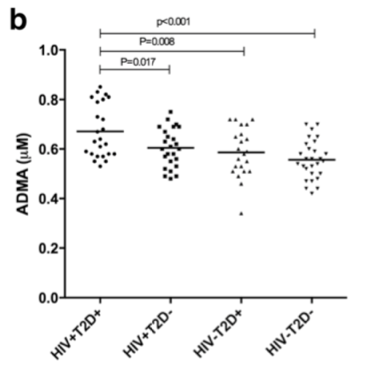 b
p<0.001
P=0.008
P=0.017
1.0
0.8
0.6
0.4
0.2
0.0
ADMA (μM)
HIV+T2D+
HIV+T2D-
HIV-T2D+
HIV-T2D-